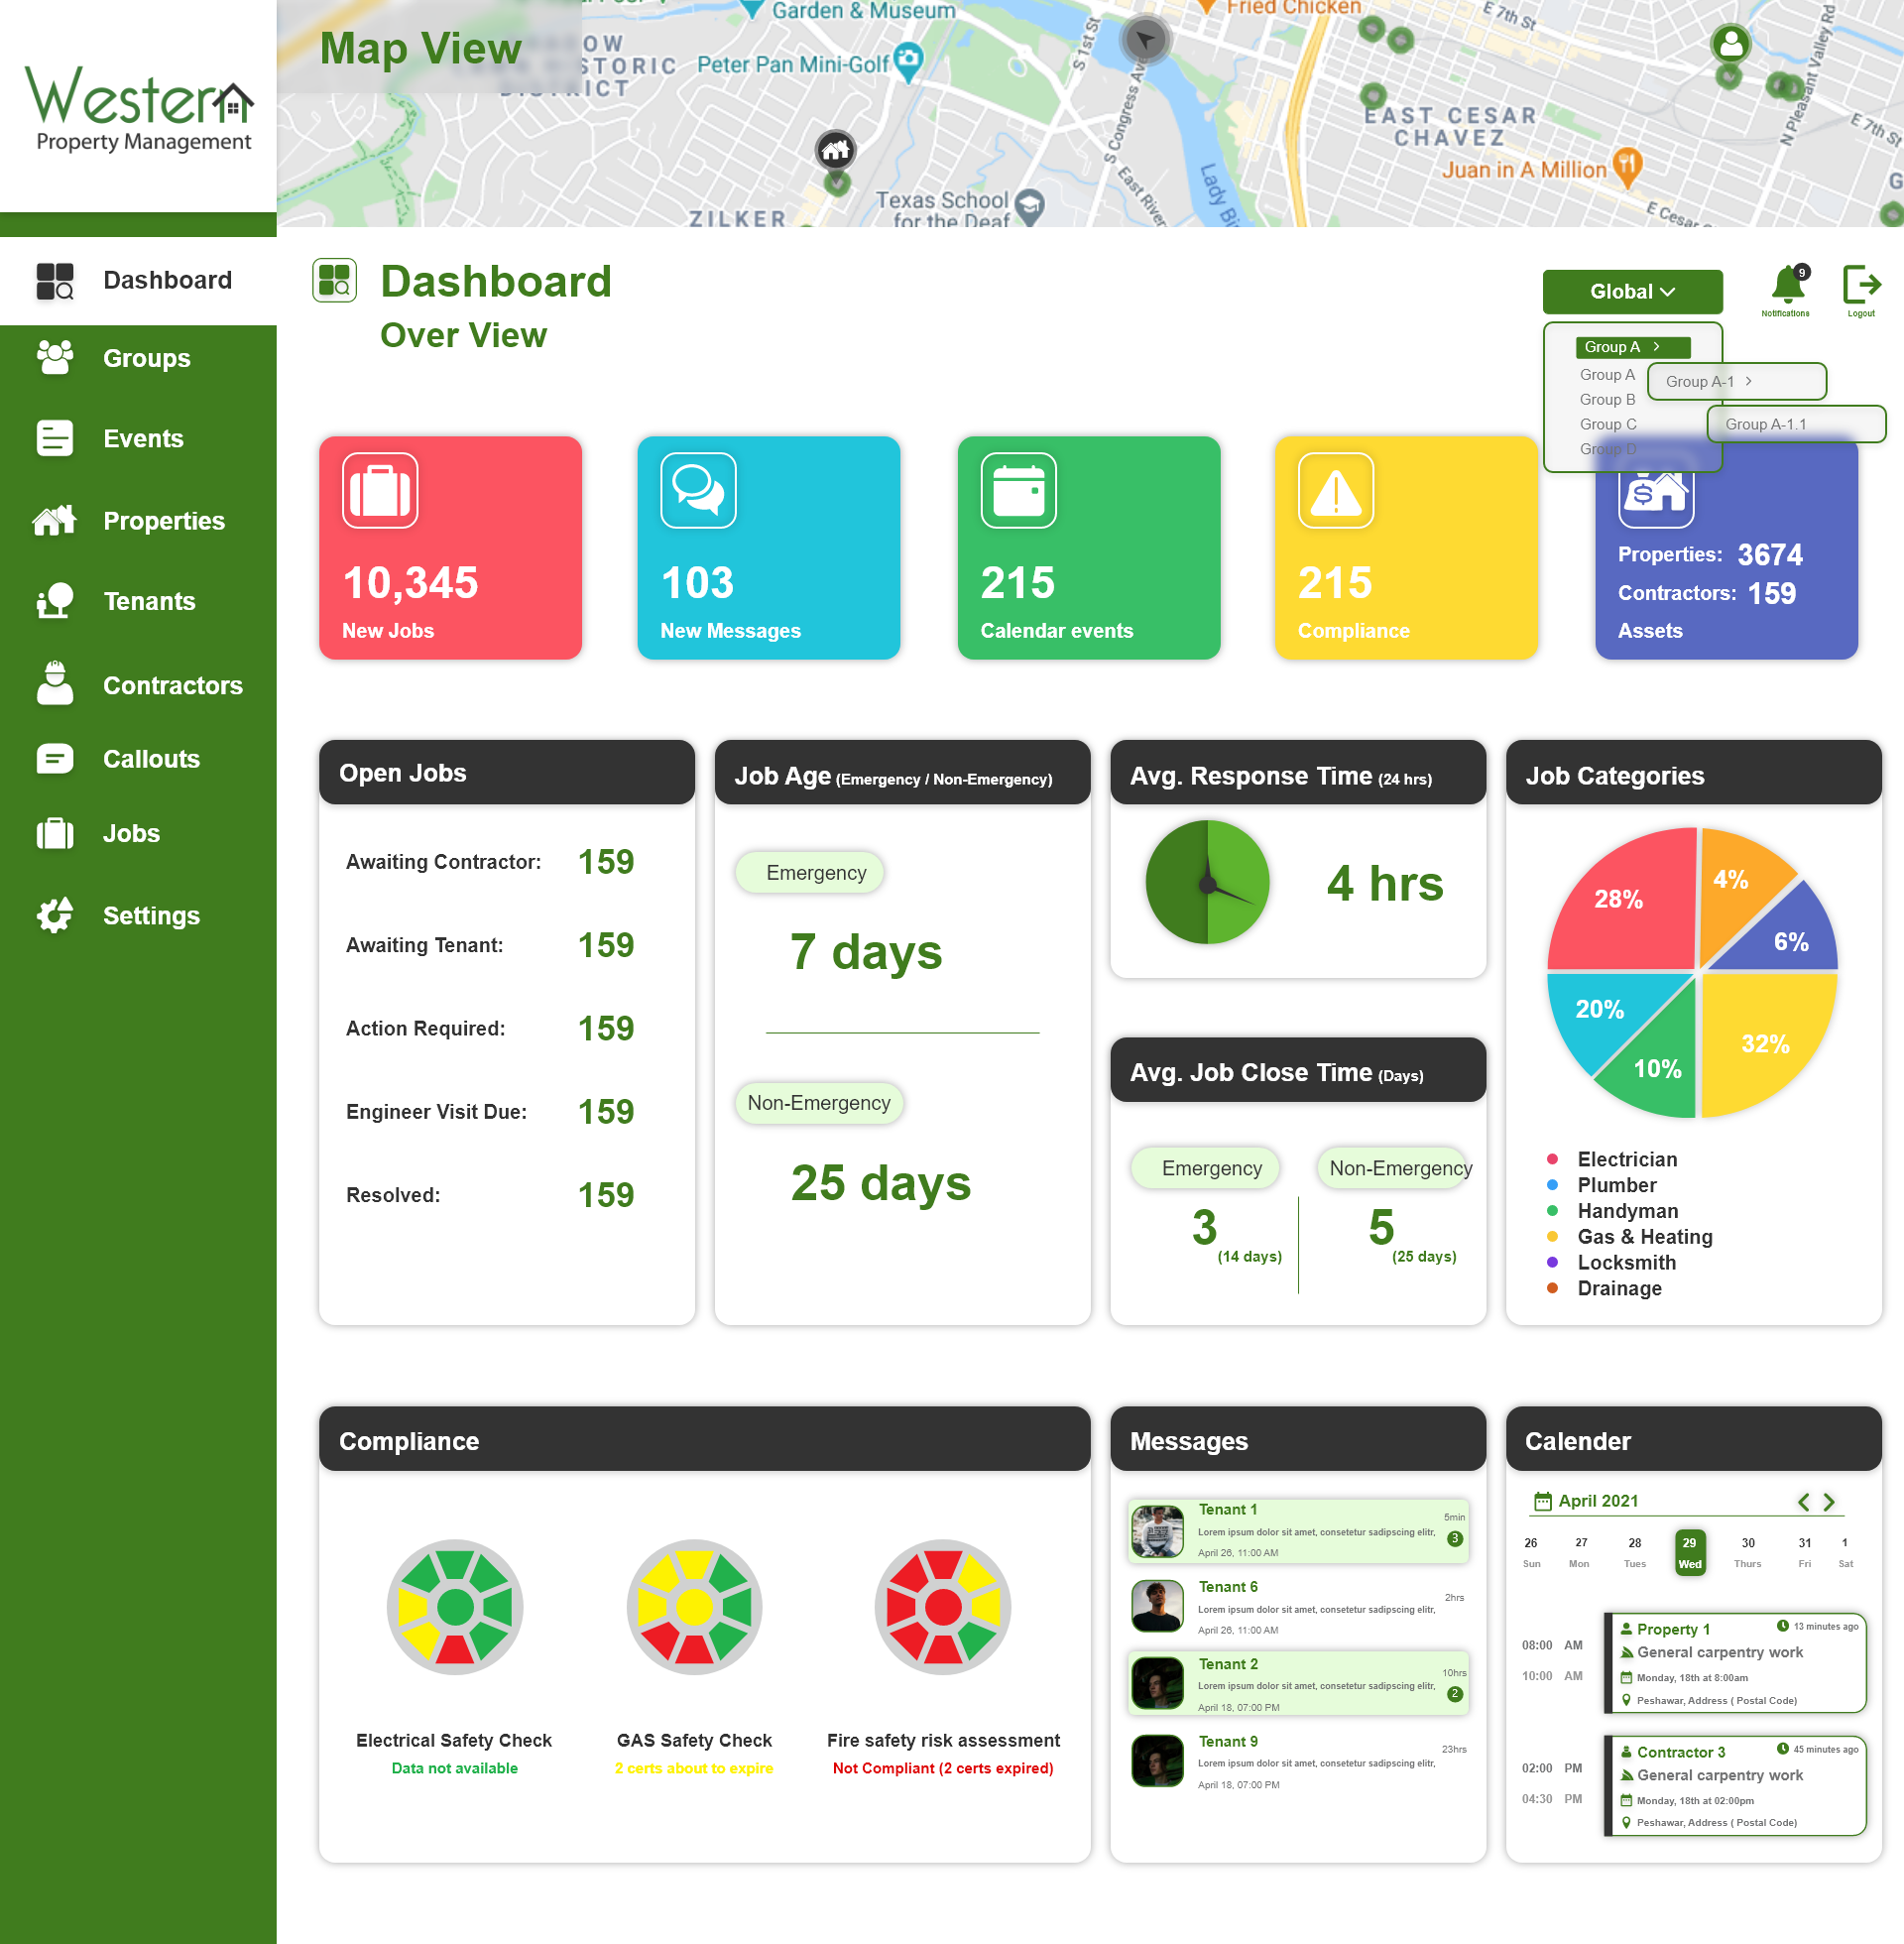 Western
Property Management
Map View
Garden & Museum
Fried Chicken
E 7th St
N Pleasant Valley Rd
S 1st St
S Congress Ave
OW
ISTORIC
DISTRICT
Peter Pan Mini-Golf
EAST CESAR
CHAVEZ
E 7th St
Juan in A Million
Texas School
for the Deaf
ZILKER
East River
Lady Bi
E Cesar
G
Dashboard
Groups
Events
Properties
Tenants
Contractors
Callouts
Jobs
Settings
Dashboard
Over View
Global
9
Notifications
Logout
Group A
Group A
Group B
Group C
Group D
Group A-1
Group A-1.1
10,345
New Jobs
103
New Messages
215
Calendar events
215
Compliance
$
Properties: 3674
Contractors: 159
Assets
Open Jobs
Awaiting Contractor: 159
Awaiting Tenant: 159
Action Required: 159
Engineer Visit Due: 159
Resolved: 159
Job Age (Emergency / Non-Emergency)
Emergency
7 days
Non-Emergency
25 days
Avg. Response Time (24 hrs)
4 hrs
Avg. Job Close Time (Days)
Emergency
3
(14 days)
Non-Emergency
5
(25 days)
Job Categories
28%
4%
6%
20%
10%
32%
Electrician
Plumber
Handyman
Gas & Heating
Locksmith
Drainage
Compliance
Electrical Safety Check
Data not available
GAS Safety Check
2 certs about to expire
Fire safety risk assessment
Not Compliant (2 certs expired)
Messages
Tenant 1
5min
Lorem ipsum dolor sit amet, consetetur sadipscing elitr,
3
April 26, 11:00 AM
Tenant 6
2hrs
Lorem ipsum dolor sit amet, consetetur sadipscing elitr,
April 26, 11:00 AM
Tenant 2
10hrs
Lorem ipsum dolor sit amet, consetetur sadipscing elitr,
2
April 18, 07:00 PM
Tenant 9
23hrs
Lorem ipsum dolor sit amet, consetetur sadipscing elitr,
April 18, 07:00 PM
Calender
April 2021
26 27 28 29 30 31 1
Sun Mon Tues Wed Thurs Fri Sat
08:00 AM
10:00 AM
Property 1
13 minutes ago
General carpentry work
Monday, 18th at 8:00am
Peshawar, Address ( Postal Code)
02:00 PM
04:30 PM
Contractor 3
45 minutes ago
General carpentry work
Monday, 18th at 02:00pm
Peshawar, Address ( Postal Code)